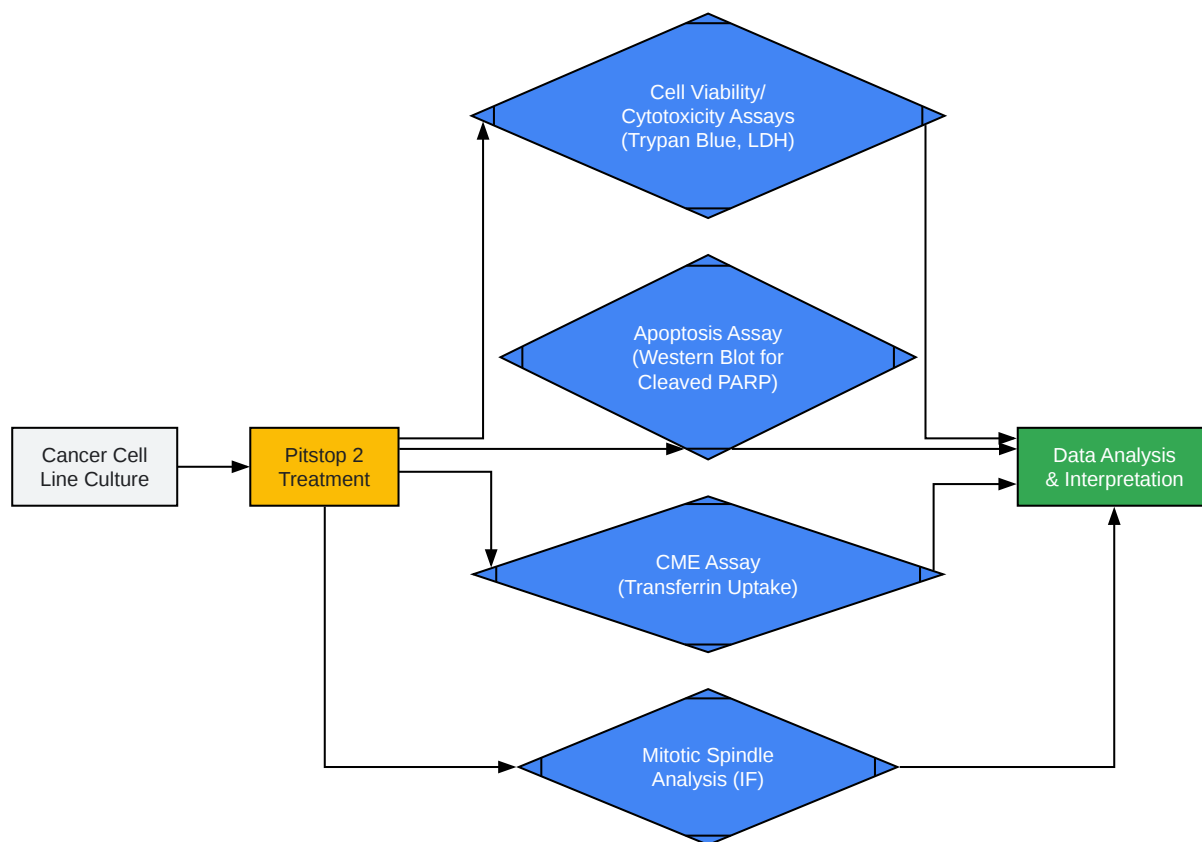 Cell Viability/
Cytotoxicity Assays
(Trypan Blue, LDH)
Apoptosis Assay
(Western Blot for
Cleaved PARP)
Cancer Cell
Line Culture
Pitstop 2
Treatment
Data Analysis
& Interpretation
CME Assay
(Transferrin Uptake)
Mitotic Spindle
Analysis (IF)